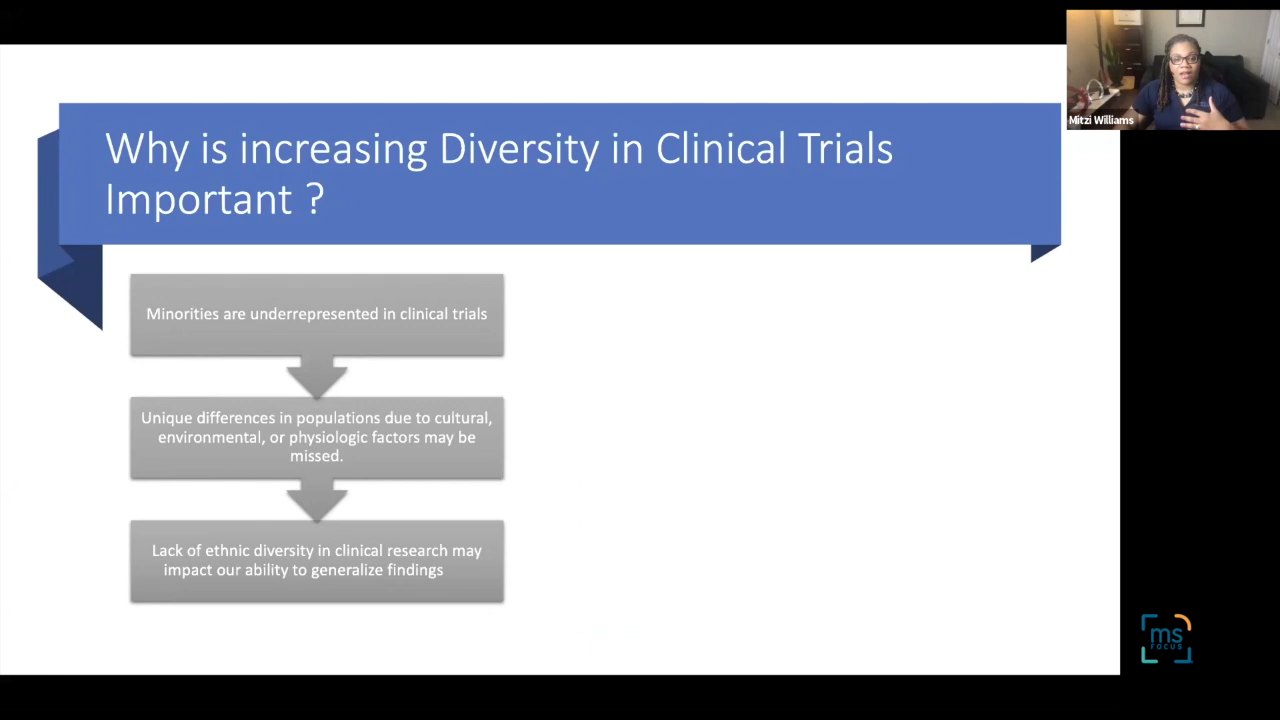 Mitzi Williams
Why is increasing Diversity in Clinical Trials
Important ?
Minorities are underrepresented in clinical trials
Unique differences in populations due to cultural,
environmental, or physiologic factors may be
missed.
Lack of ethnic diversity in clinical research may
impact our ability to generalize findings
ms
FOCUS